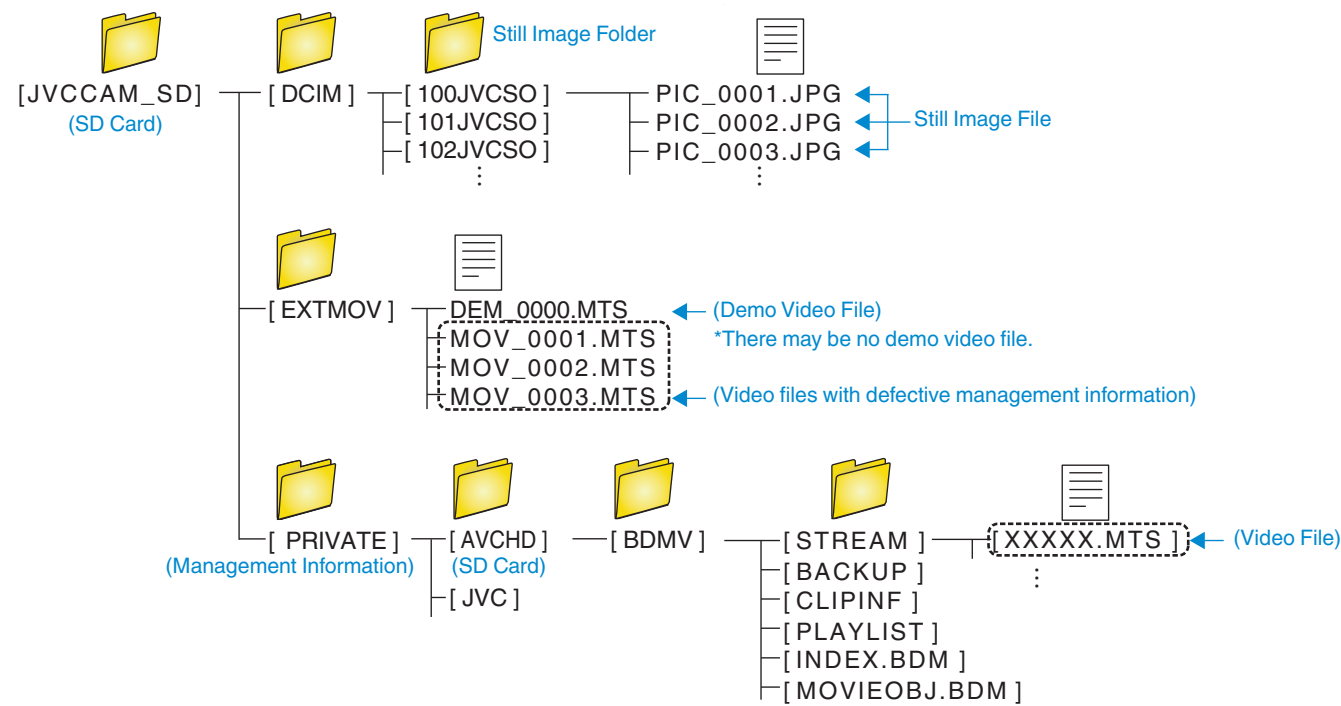 Still Image Folder
[JVCCAM_SD]
(SD Card)
[ DCIM ]
[ 100JVCSO ]
[ 101JVCSO ]
[ 102JVCSO ]
PIC_0001.JPG
PIC_0002.JPG
PIC_0003.JPG
Still Image File
[ EXTMOV ]
DEM_0000.MTS
(Demo Video File)
*There may be no demo video file.
MOV_0001.MTS
MOV_0002.MTS
MOV_0003.MTS
(Video files with defective management information)
[ PRIVATE ]
(Management Information)
[ AVCHD ]
(SD Card)
[ JVC ]
[ BDMV ]
[ STREAM ]
[ BACKUP ]
[ CLIPINF ]
[ PLAYLIST ]
[ INDEX.BDM ]
[ MOVIEOBJ.BDM ]
[ XXXXX.MTS ]
(Video File)